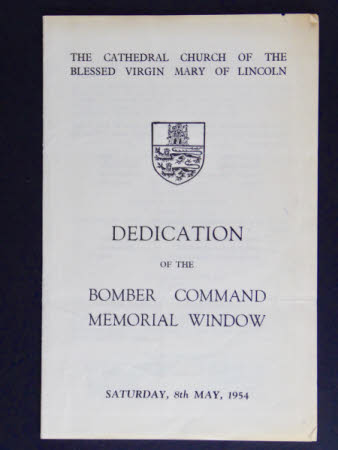 THE CATHEDRAL CHURCH OF THE
BLESSED VIRGIN MARY OF LINCOLN
DEDICATION
OF THE
BOMBER COMMAND
MEMORIAL WINDOW
SATURDAY, 8th MAY, 1954